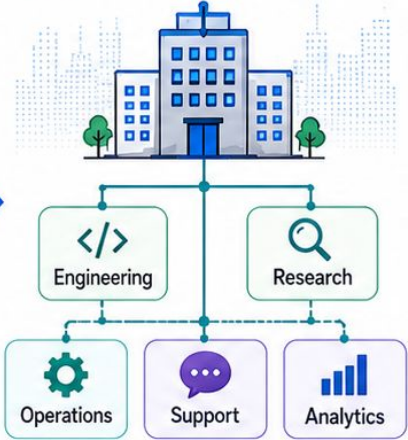 Engineering
Research
Operations
Support
Analytics